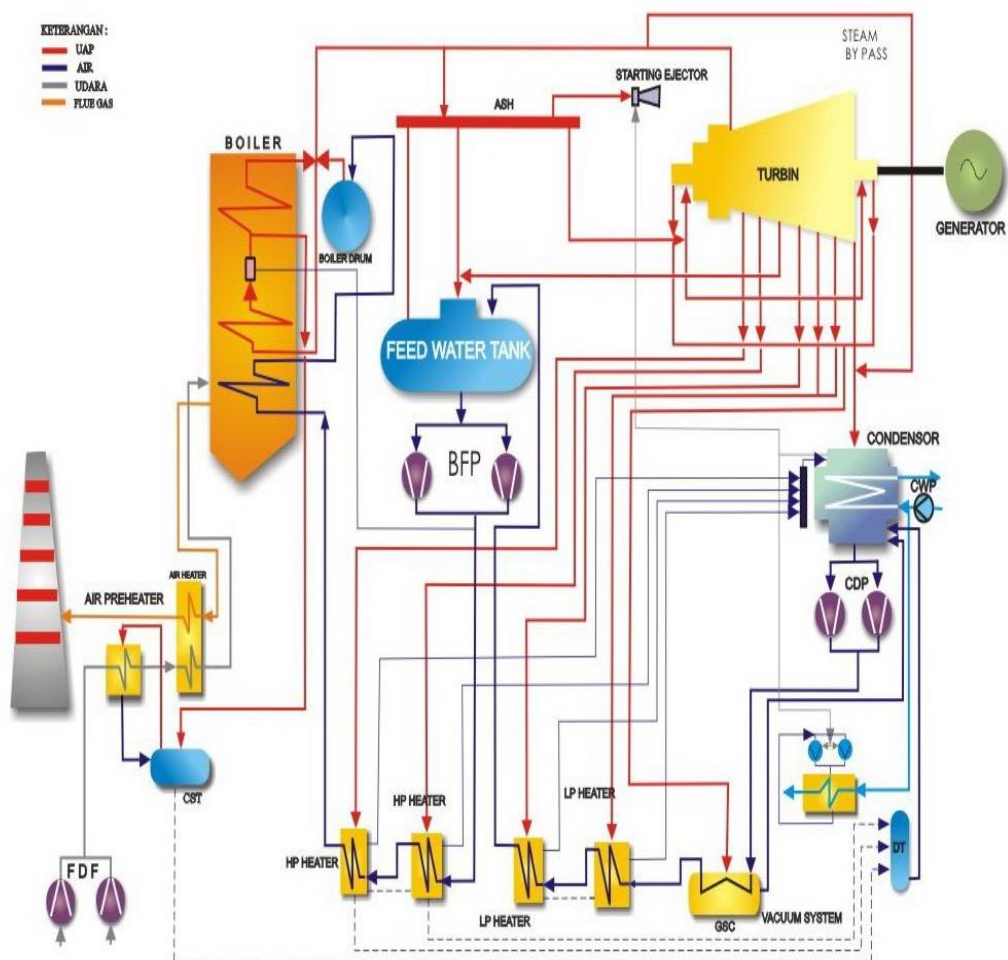 KETERANGAN :
UAP
AIR
UDARA
FLUE GAS
STEAM
BY PASS
STARTING EJECTOR
ASH
BOILER
TURBIN
GENERATOR
BOILER DRUM
FEED WATER TANK
BFP
CONDENSOR
CWP
CDP
AIR HEATER
AIR PREHEATER
CST
HP HEATER
LP HEATER
HP HEATER
DT
FDF
LP HEATER
GSC
VACUUM SYSTEM